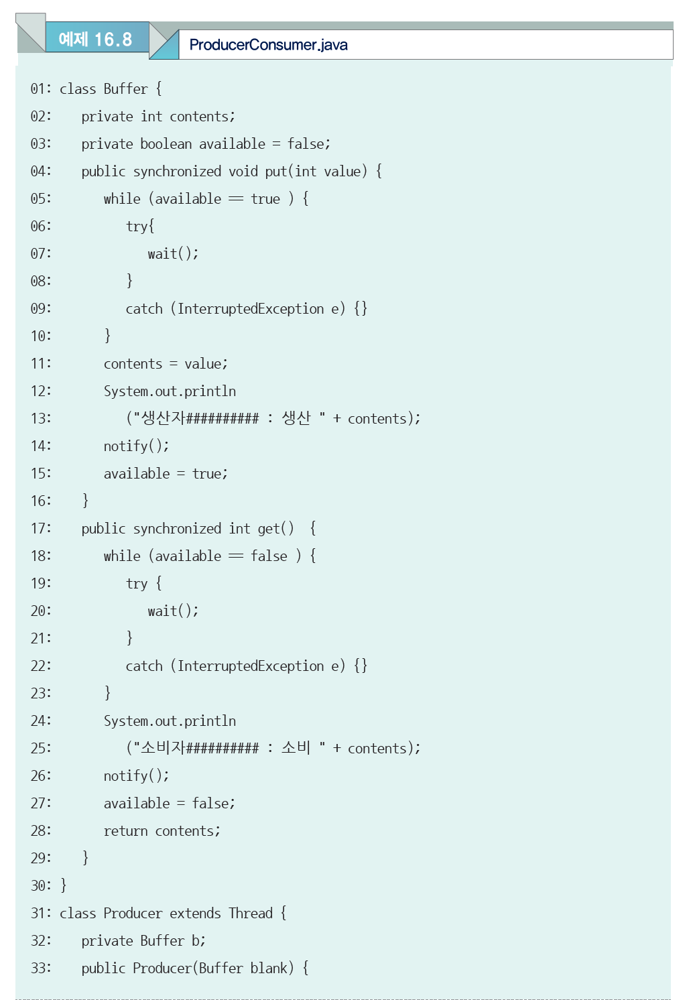 예제 16.8
ProducerConsumer.java
01: class Buffer {
02:    private int contents;
03:    private boolean available = false;
04:    public synchronized void put(int value) {
05:       while (available == true ) {
06:          try{
07:             wait();
08:          }
09:          catch (InterruptedException e) {}
10:       }
11:       contents = value;
12:       System.out.println
13:          ("생산자########## : 생산 " + contents);
14:       notify();
15:       available = true;
16:    }
17:    public synchronized int get()  {
18:       while (available == false ) {
19:          try {
20:             wait();
21:          }
22:          catch (InterruptedException e) {}
23:       }
24:       System.out.println
25:          ("소비자########## : 소비 " + contents);
26:       notify();
27:       available = false;
28:       return contents;
29:    }
30: }
31: class Producer extends Thread {
32:    private Buffer b;
33:    public Producer(Buffer blank) {